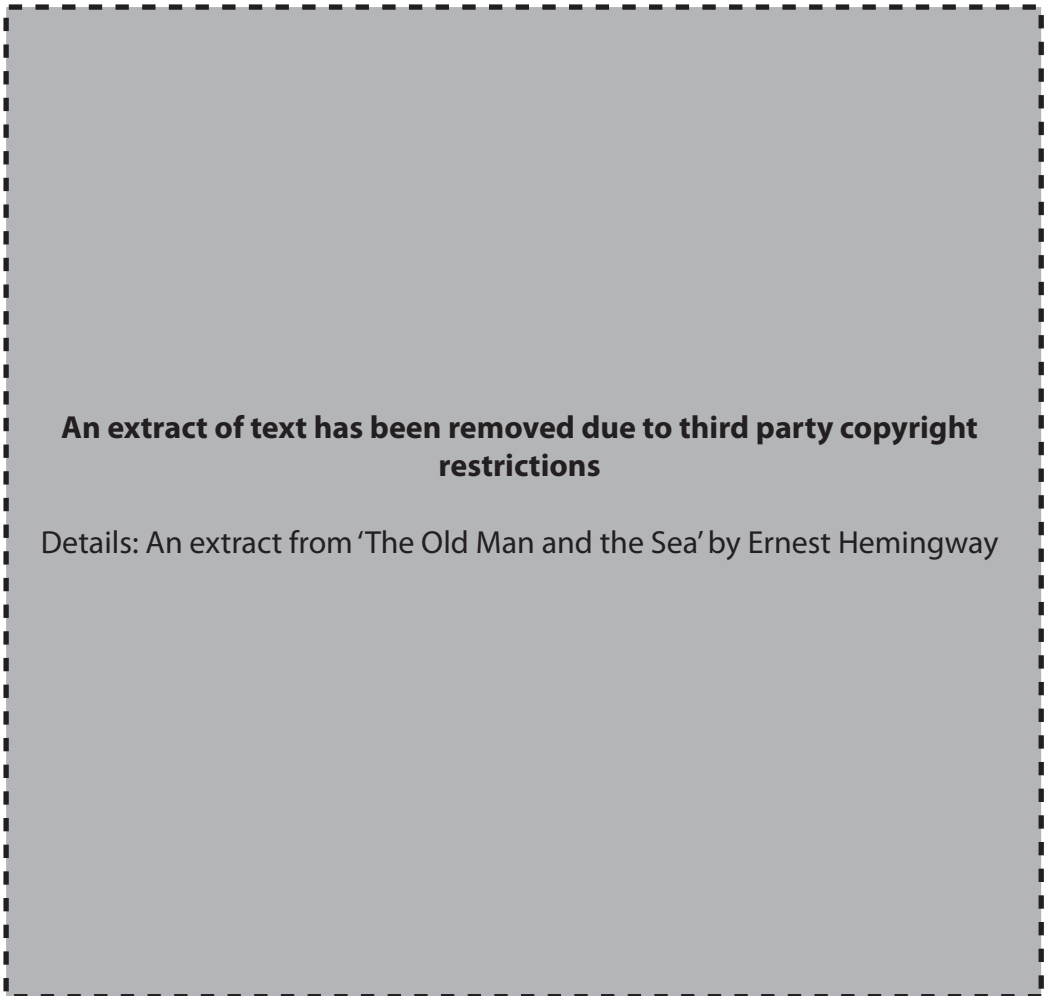 An extract of text has been removed due to third party copyright
restrictions
Details: An extract from ‘The Old Man and the Sea’ by Ernest Hemingway